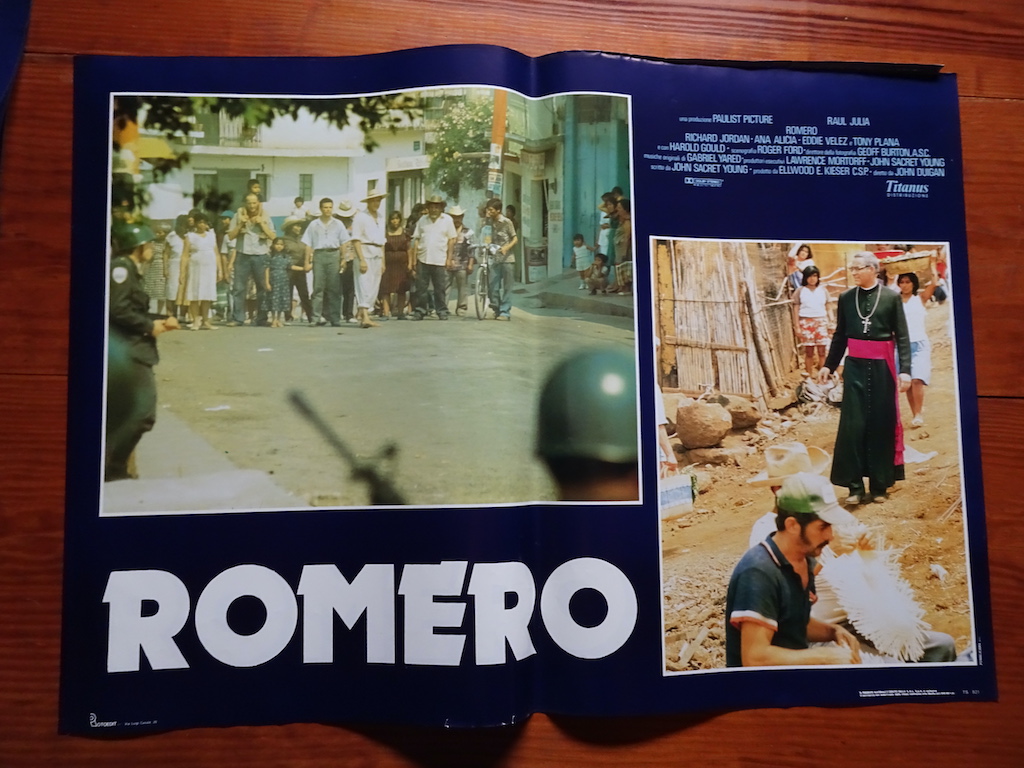 una produzione PAULIST PICTURE RAUL JULIA
ROMERO
RICHARD JORDAN · ANA ALICIA · EDDIE VELEZ e TONY PLANA
e con HAROLD GOULD · scenografia ROGER FORD · direttore della fotografia GEOFF BURTON, A.S.C.
musiche originali di GABRIEL YARED · produttori esecutivi LAWRENCE MORTORFF · JOHN SACRET YOUNG
scritto da JOHN SACRET YOUNG · prodotto da ELLWOOD E. KIESER C.S.P. · diretto da JOHN DUIGAN
Titanus
DISTRIBUZIONE
ROMERO